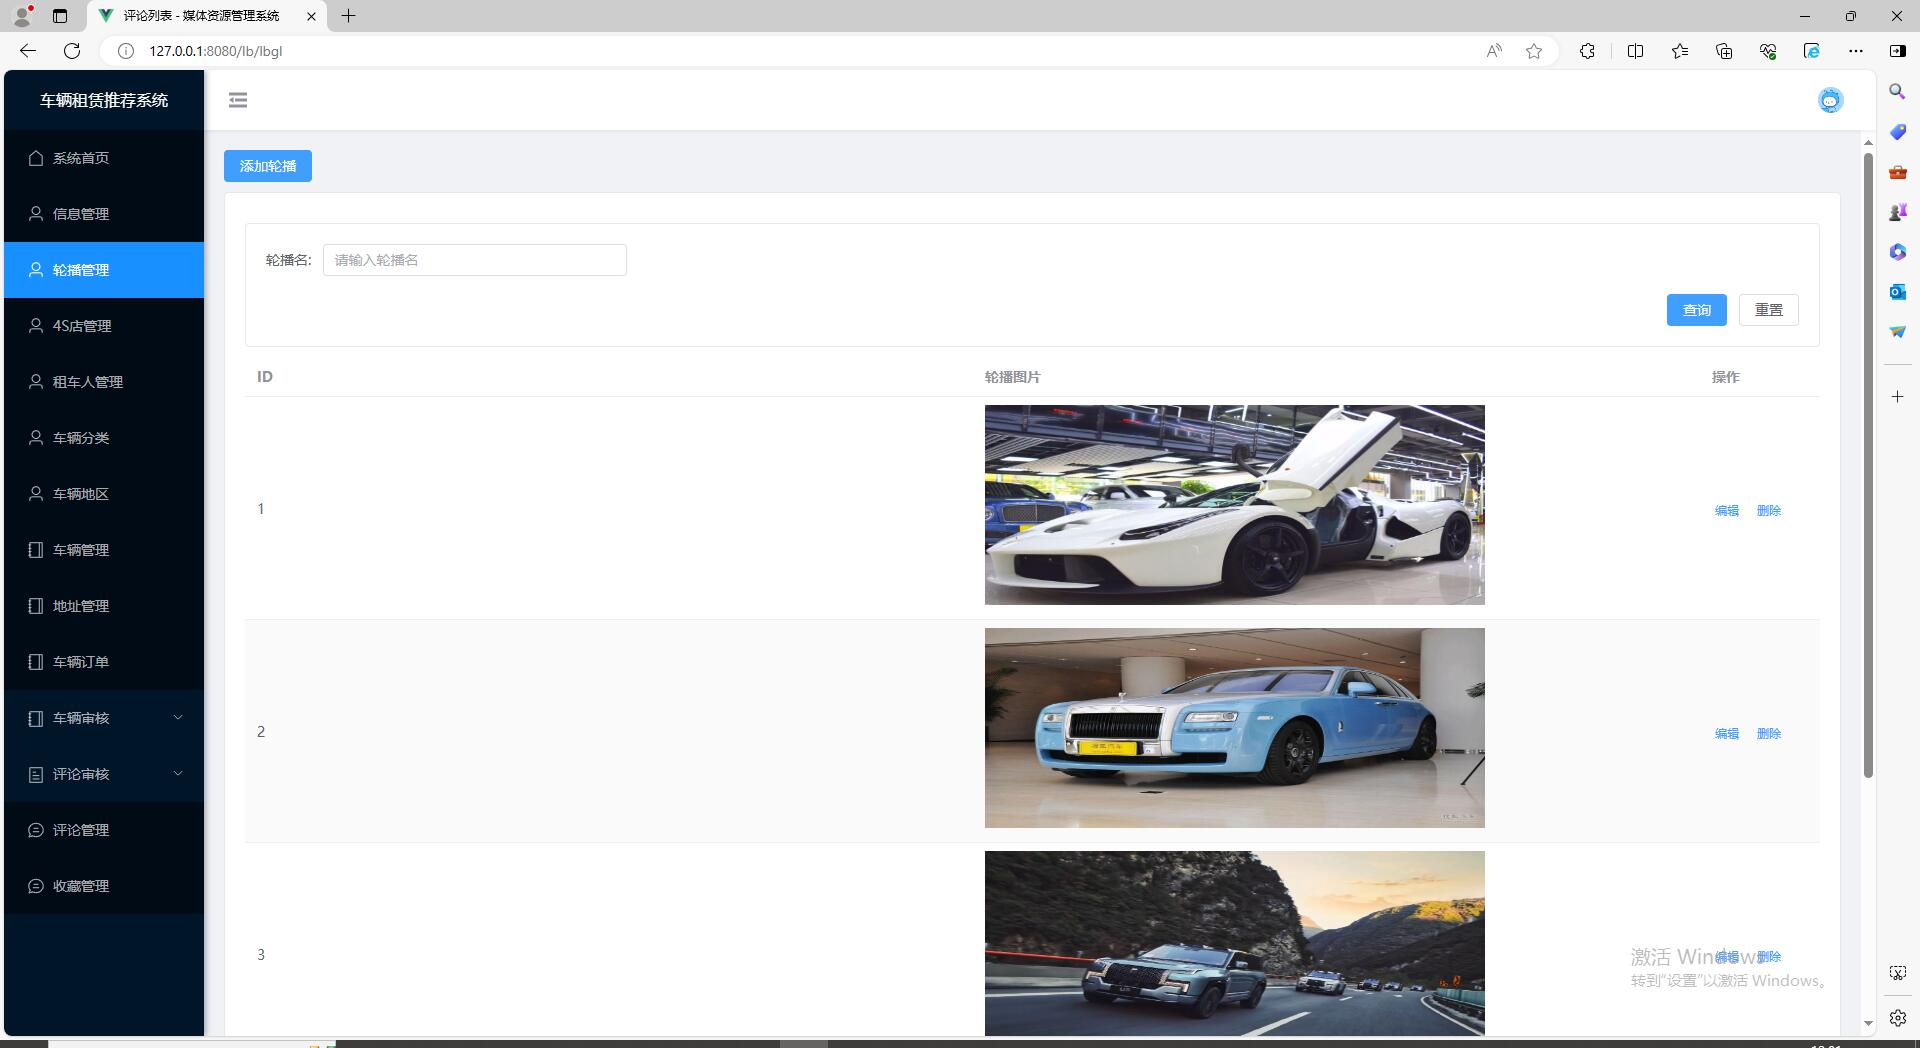 评论列表 - 媒体资源管理系统
127.0.0.1:8080/lb/lbgl
车辆租赁推荐系统
系统首页
信息管理
轮播管理
4S店管理
租车人管理
车辆分类
车辆地区
车辆管理
地址管理
车辆订单
车辆审核
评论审核
评论管理
收藏管理
添加轮播
轮播名:
请输入轮播名
查询
重置
ID
轮播图片
操作
1
编辑
删除
2
编辑
删除
3
编辑
删除
激活 Windows
转到"设置"以激活 Windows。